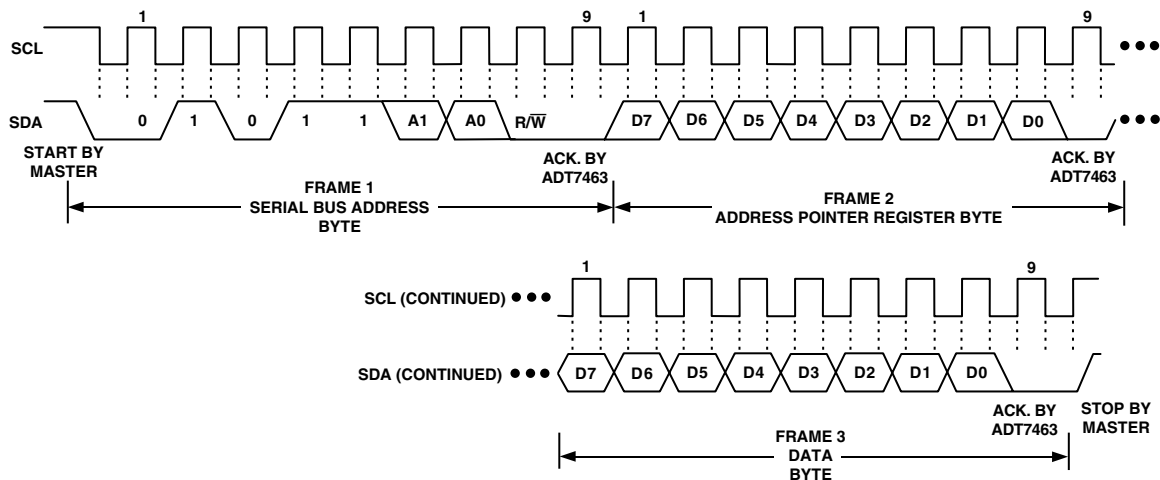 1 9 1 9
SCL
SDA 0 1 0 1 1 A1 A0 R/W̅ D7 D6 D5 D4 D3 D2 D1 D0
START BY
MASTER
ACK. BY
ADT7463
ACK. BY
ADT7463
FRAME 1
SERIAL BUS ADDRESS
BYTE
FRAME 2
ADDRESS POINTER REGISTER BYTE
1 9
SCL (CONTINUED)
SDA (CONTINUED) D7 D6 D5 D4 D3 D2 D1 D0
ACK. BY
ADT7463
STOP BY
MASTER
FRAME 3
DATA
BYTE